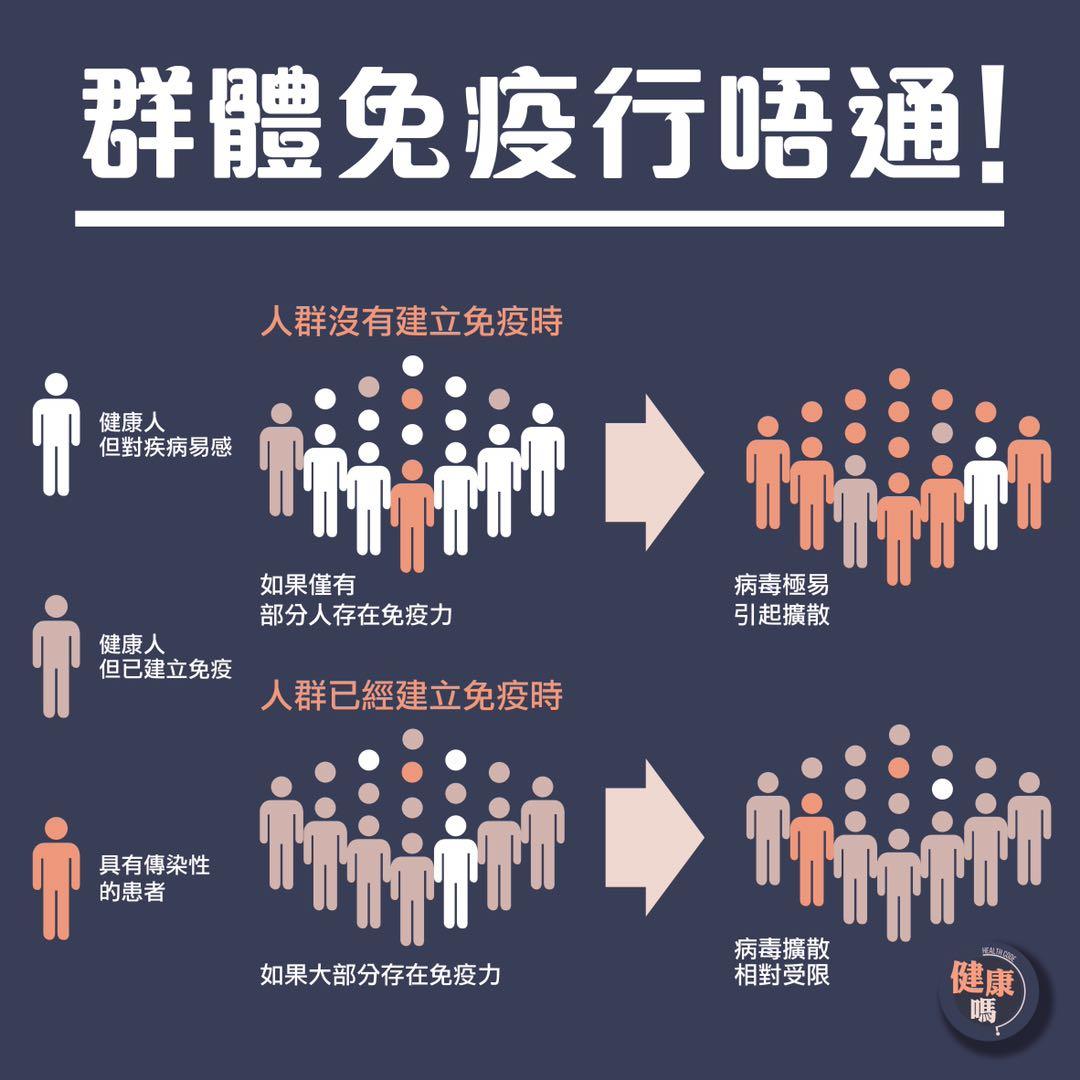 群體免疫行唔通!
人群沒有建立免疫時
健康人
但對疾病易感
如果僅有
部分人存在免疫力
病毒極易
引起擴散
健康人
但已建立免疫
人群已經建立免疫時
具有傳染性
的患者
如果大部分存在免疫力
病毒擴散
相對受限
HEALTH CODE
健康
嗎?